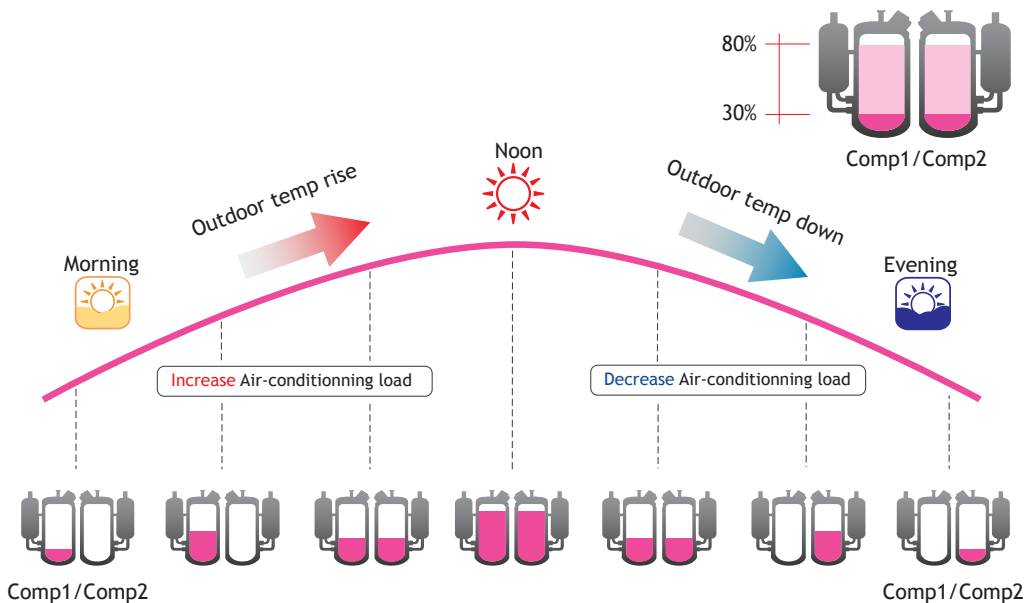 80%
30%
Comp1/Comp2
Noon
Outdoor temp rise
Outdoor temp down
Morning
Evening
Increase Air-conditionning load
Decrease Air-conditionning load
Comp1/Comp2
Comp1/Comp2